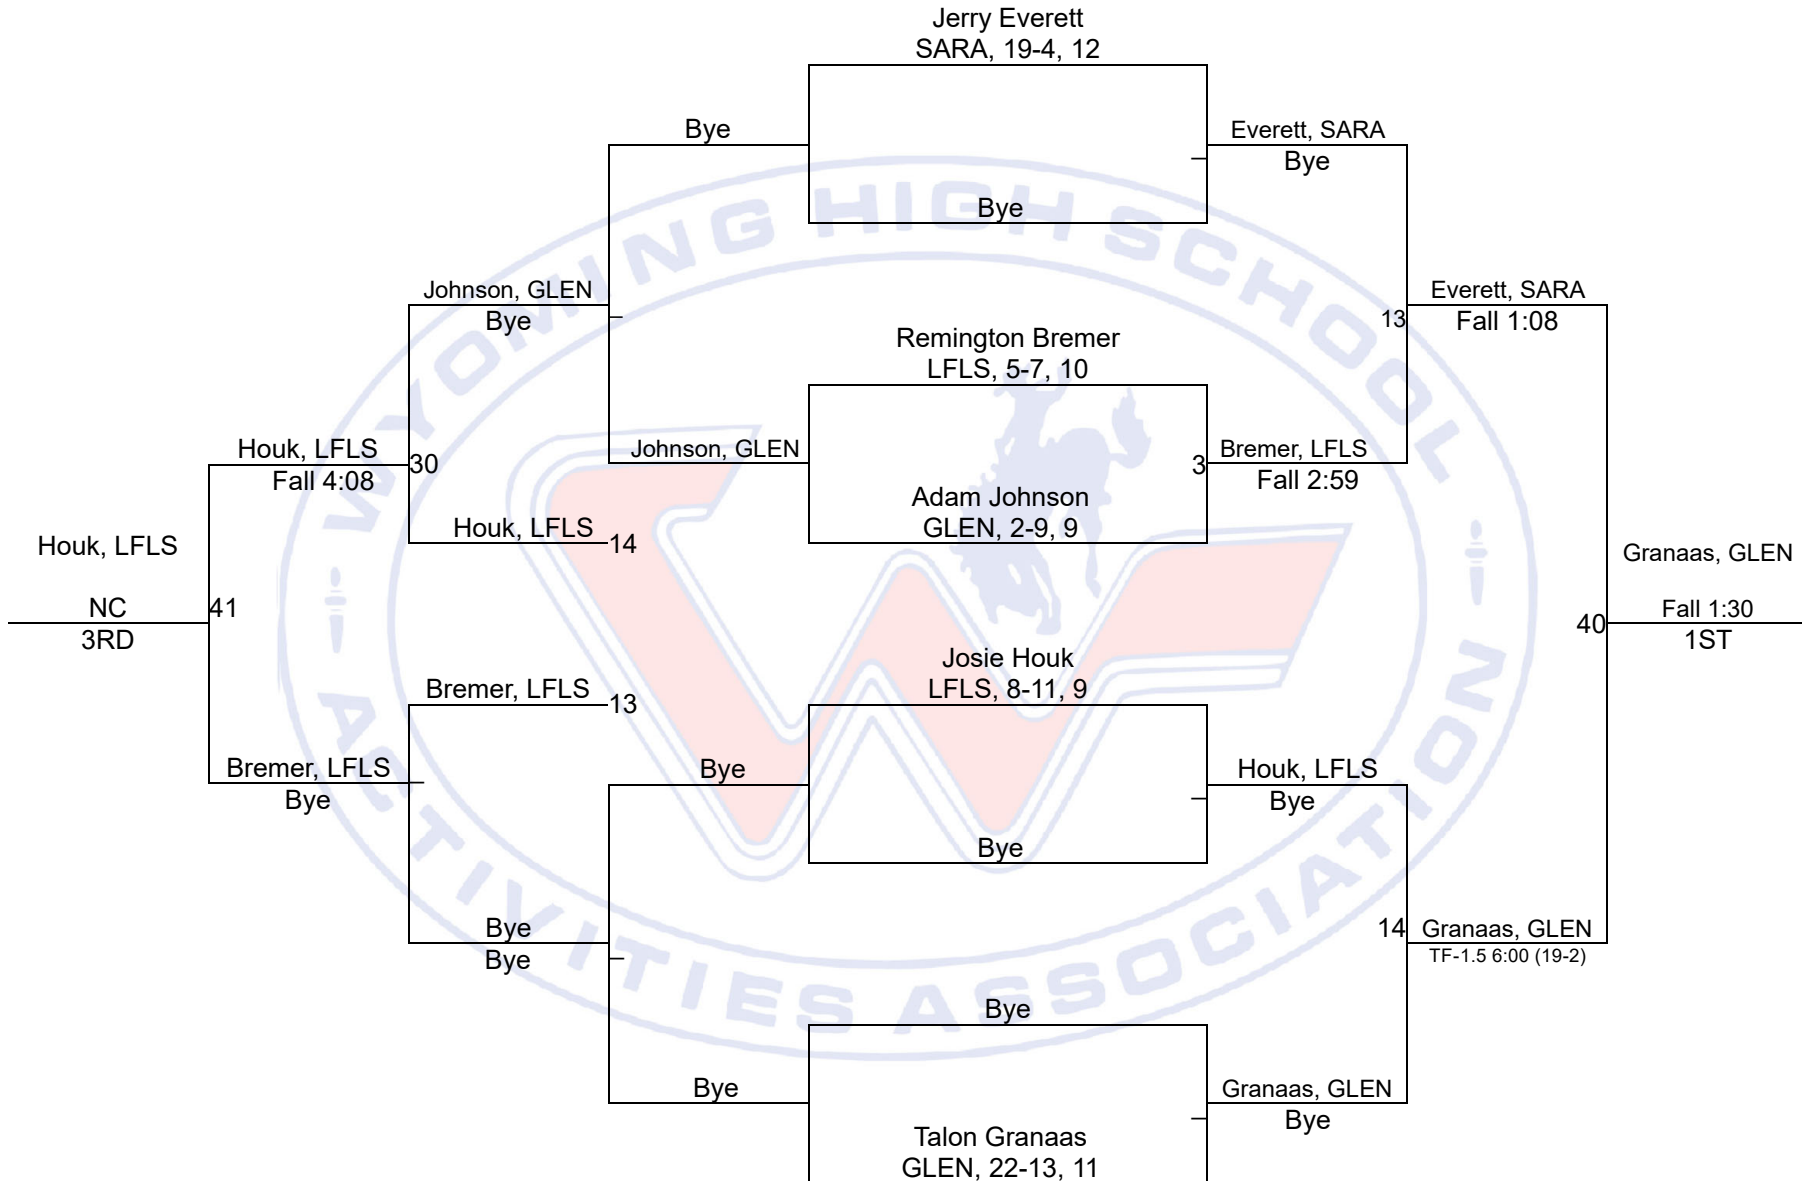 Jerry Everett
SARA, 19-4, 12
Bye
Everett, SARA
Bye
Bye
Johnson, GLEN
Bye
Everett, SARA
13
Fall 1:08
Remington Bremer
LFLS, 5-7, 10
Houk, LFLS
30
Fall 4:08
Johnson, GLEN
3
Bremer, LFLS
Fall 2:59
Adam Johnson
GLEN, 2-9, 9
Houk, LFLS
14
Houk, LFLS
NC
41
3RD
Granaas, GLEN
40
Fall 1:30
1ST
Josie Houk
LFLS, 8-11, 9
Bremer, LFLS
13
Bremer, LFLS
Bye
Bye
Houk, LFLS
Bye
Bye
Bye
Bye
14
Granaas, GLEN
TF-1.5 6:00 (19-2)
Bye
Bye
Granaas, GLEN
Bye
Talon Granaas
GLEN, 22-13, 11
WYOMING HIGH SCHOOL
ACTIVITIES ASSOCIATION